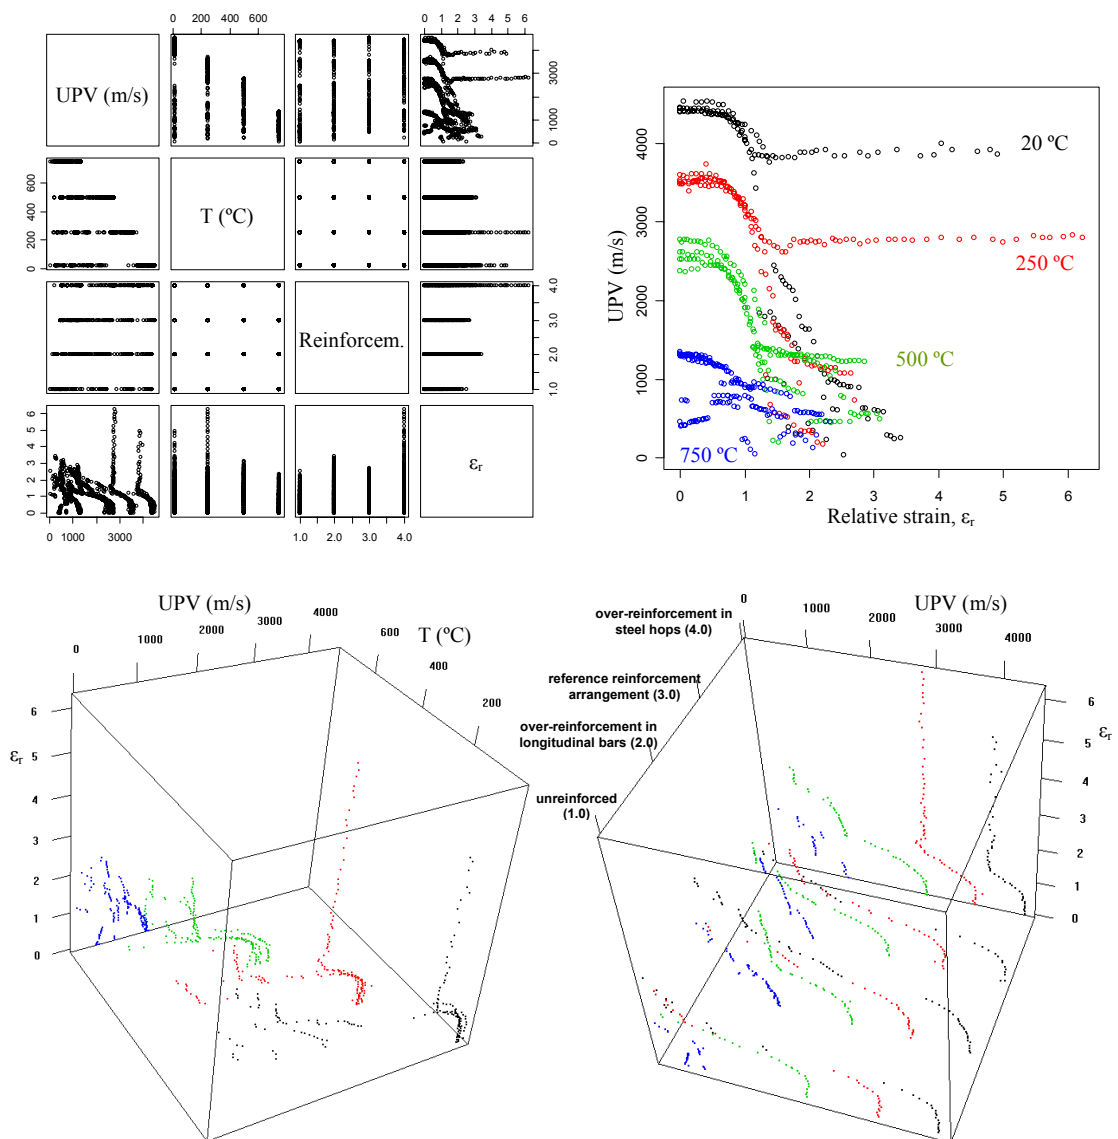 0 200 600
0 1 2 3 4 5 6
UPV (m/s)
0 1000 3000
T (ºC)
0 200 400 600
Reinforcem.
1.0 2.0 3.0 4.0
εr
0 1 2 3 4 5 6
0 1000 3000
1.0 2.0 3.0 4.0
UPV (m/s)
0 1000 2000 3000 4000
20 ºC
250 ºC
500 ºC
750 ºC
0 1 2 3 4 5 6
Relative strain, εr
UPV (m/s)
0 1000 2000 3000 4000
T (ºC)
600 400 200
εr
6
5
4
3
2
1
0
UPV (m/s)
0 1000 2000 3000 4000
over-reinforcement in
steel hops (4.0)
reference reinforcement
arrangement (3.0)
over-reinforcement in
longitudinal bars (2.0)
unreinforced
(1.0)
εr
6
5
4
3
2
1
0